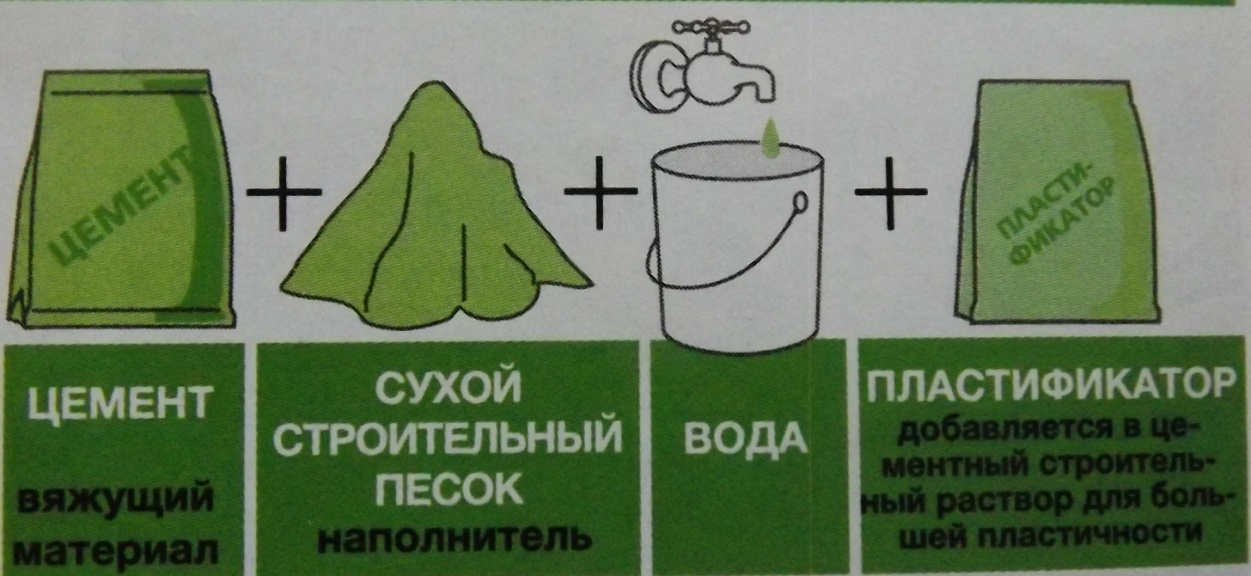 ЦЕМЕНТ
ПЛАСТИ-
ФИКАТОР
ЦЕМЕНТ
вяжущий
материал
СУХОЙ
СТРОИТЕЛЬНЫЙ
ПЕСОК
наполнитель
ВОДА
ПЛАСТИФИКАТОР
добавляется в це-
ментный строитель-
ный раствор для боль-
шей пластичности